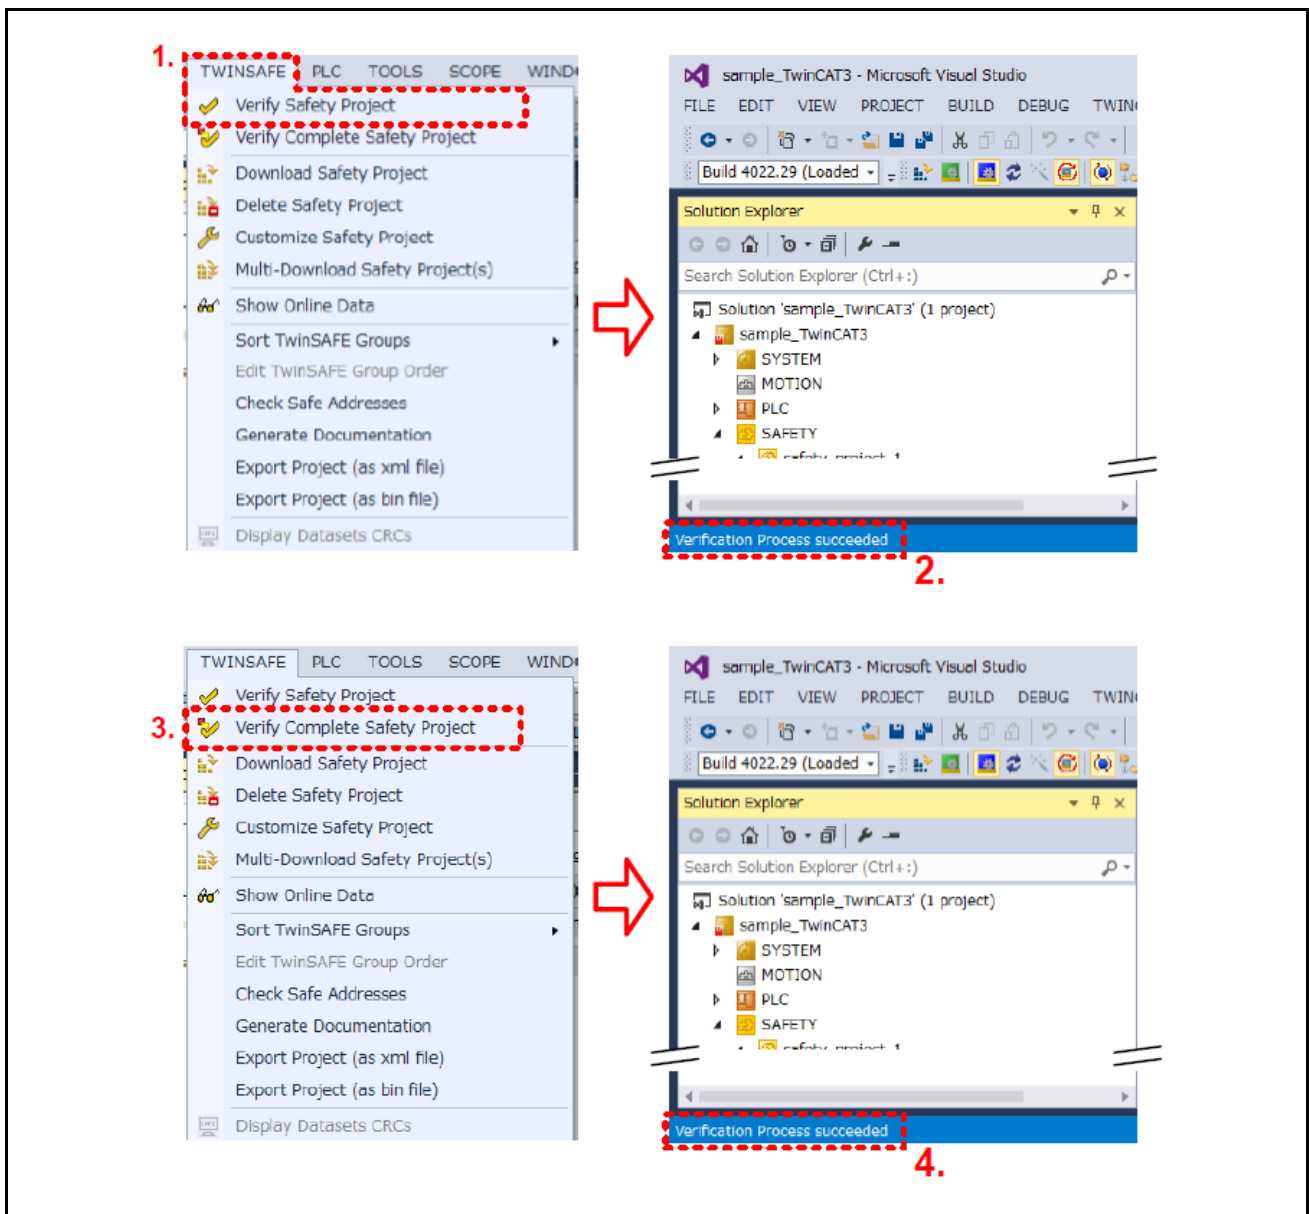 1.
TWINSAFE PLC TOOLS SCOPE WIND
Verify Safety Project
Verify Complete Safety Project
Download Safety Project
Delete Safety Project
Customize Safety Project
Multi-Download Safety Project(s)
Show Online Data
Sort TwinSAFE Groups
Edit TwinSAFE Group Order
Check Safe Addresses
Generate Documentation
Export Project (as xml file)
Export Project (as bin file)
Display Datasets CRCs
sample_TwinCAT3 - Microsoft Visual Studio
FILE EDIT VIEW PROJECT BUILD DEBUG TWINC
Build 4022.29 (Loaded
Solution Explorer
Search Solution Explorer (Ctrl+:)
Solution 'sample_TwinCAT3' (1 project)
sample_TwinCAT3
SYSTEM
MOTION
PLC
SAFETY
safety_project_1
Verification Process succeeded
2.
TWINSAFE PLC TOOLS SCOPE WIND
Verify Safety Project
3. Verify Complete Safety Project
Download Safety Project
Delete Safety Project
Customize Safety Project
Multi-Download Safety Project(s)
Show Online Data
Sort TwinSAFE Groups
Edit TwinSAFE Group Order
Check Safe Addresses
Generate Documentation
Export Project (as xml file)
Export Project (as bin file)
Display Datasets CRCs
sample_TwinCAT3 - Microsoft Visual Studio
FILE EDIT VIEW PROJECT BUILD DEBUG TWINC
Build 4022.29 (Loaded
Solution Explorer
Search Solution Explorer (Ctrl+:)
Solution 'sample_TwinCAT3' (1 project)
sample_TwinCAT3
SYSTEM
MOTION
PLC
SAFETY
safety_project_1
Verification Process succeeded
4.